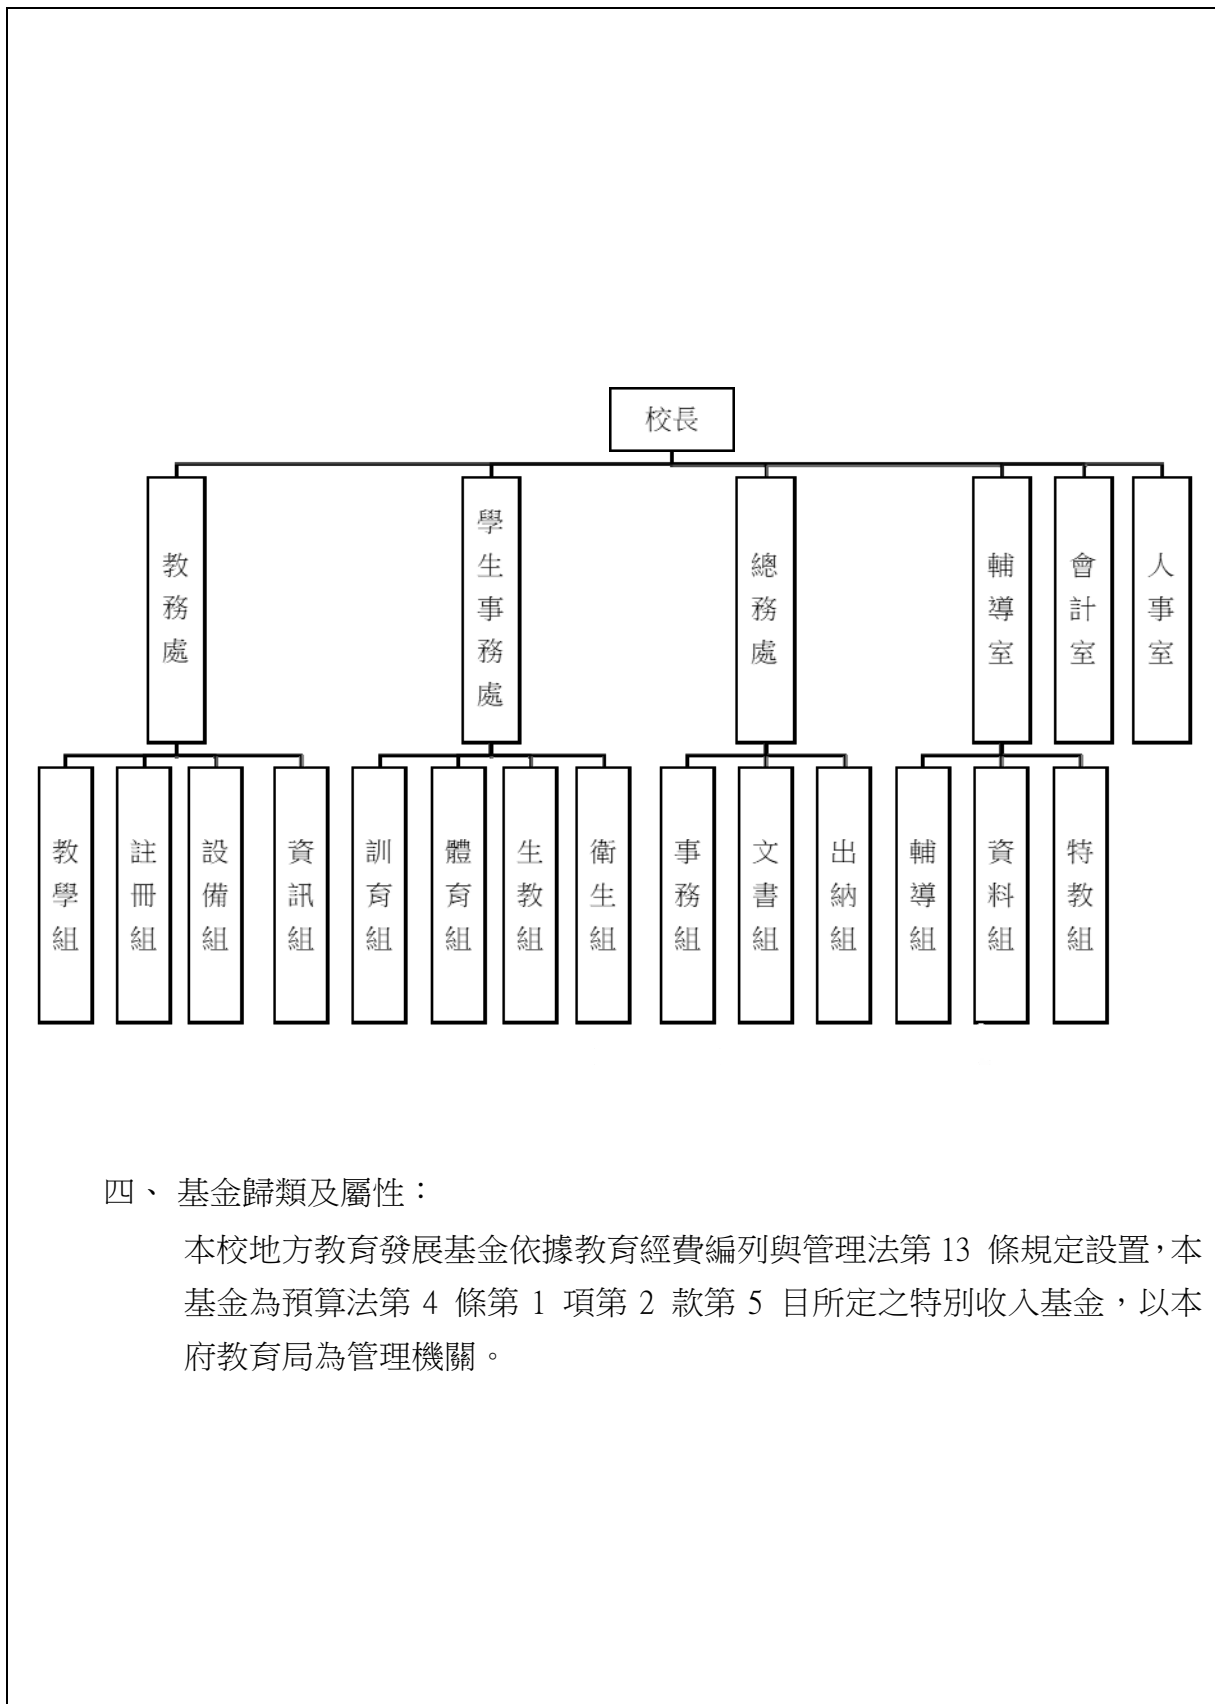 校長
教務處
學生事務處
總務處
輔導室
會計室
人事室
教學組
註冊組
設備組
資訊組
訓育組
體育組
生教組
衛生組
事務組
文書組
出納組
輔導組
資料組
特教組
四、 基金歸類及屬性：
本校地方教育發展基金依據教育經費編列與管理法第 13 條規定設置，本
基金為預算法第 4 條第 1 項第 2 款第 5 目所定之特別收入基金，以本
府教育局為管理機關。